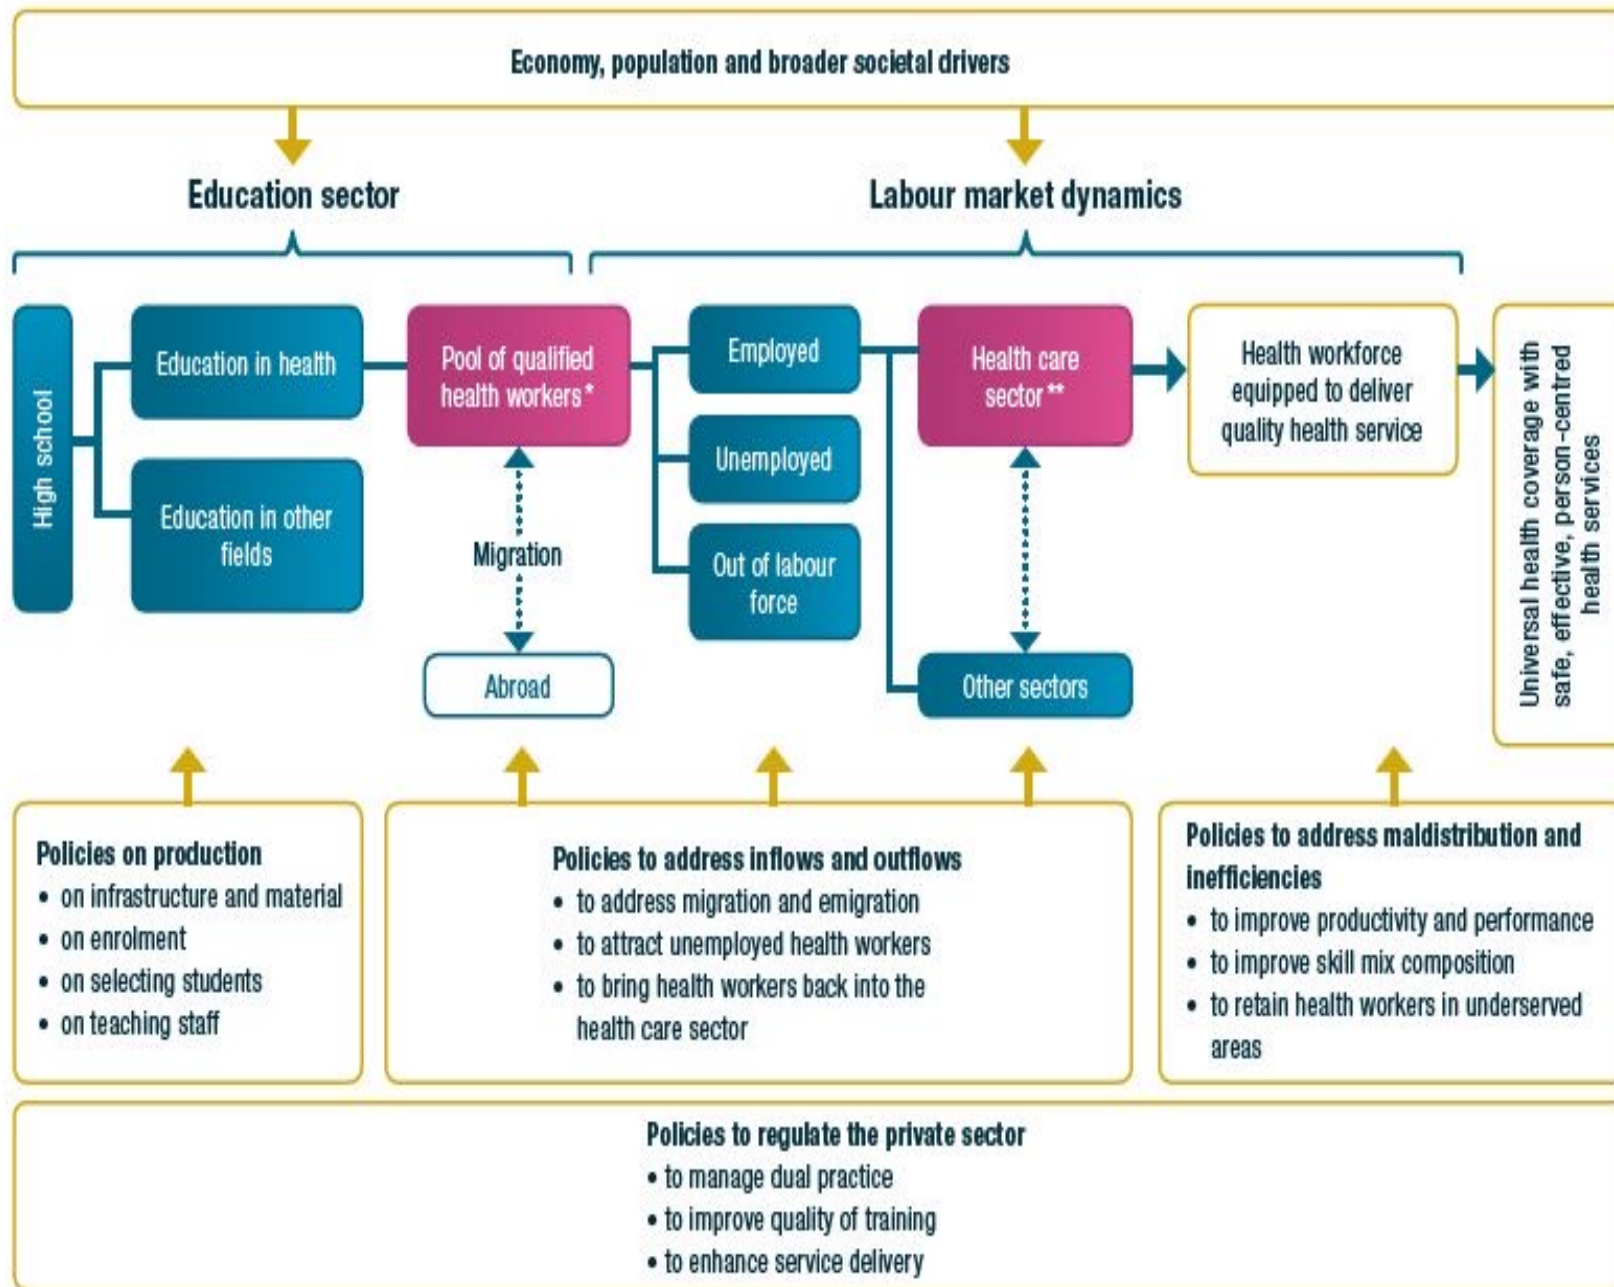 Economy, population and broader societal drivers
Education sector
Labour market dynamics
High school
Education in health
Education in other
fields
Pool of qualified
health workers*
Migration
Abroad
Employed
Unemployed
Out of labour
force
Health care
sector**
Other sectors
Health workforce
equipped to deliver
quality health service
Universal health coverage with
safe, effective, person-centred
health services
Policies on production
• on infrastructure and material
• on enrolment
• on selecting students
• on teaching staff
Policies to address inflows and outflows
• to address migration and emigration
• to attract unemployed health workers
• to bring health workers back into the
health care sector
Policies to address maldistribution and
inefficiencies
• to improve productivity and performance
• to improve skill mix composition
• to retain health workers in underserved
areas
Policies to regulate the private sector
• to manage dual practice
• to improve quality of training
• to enhance service delivery